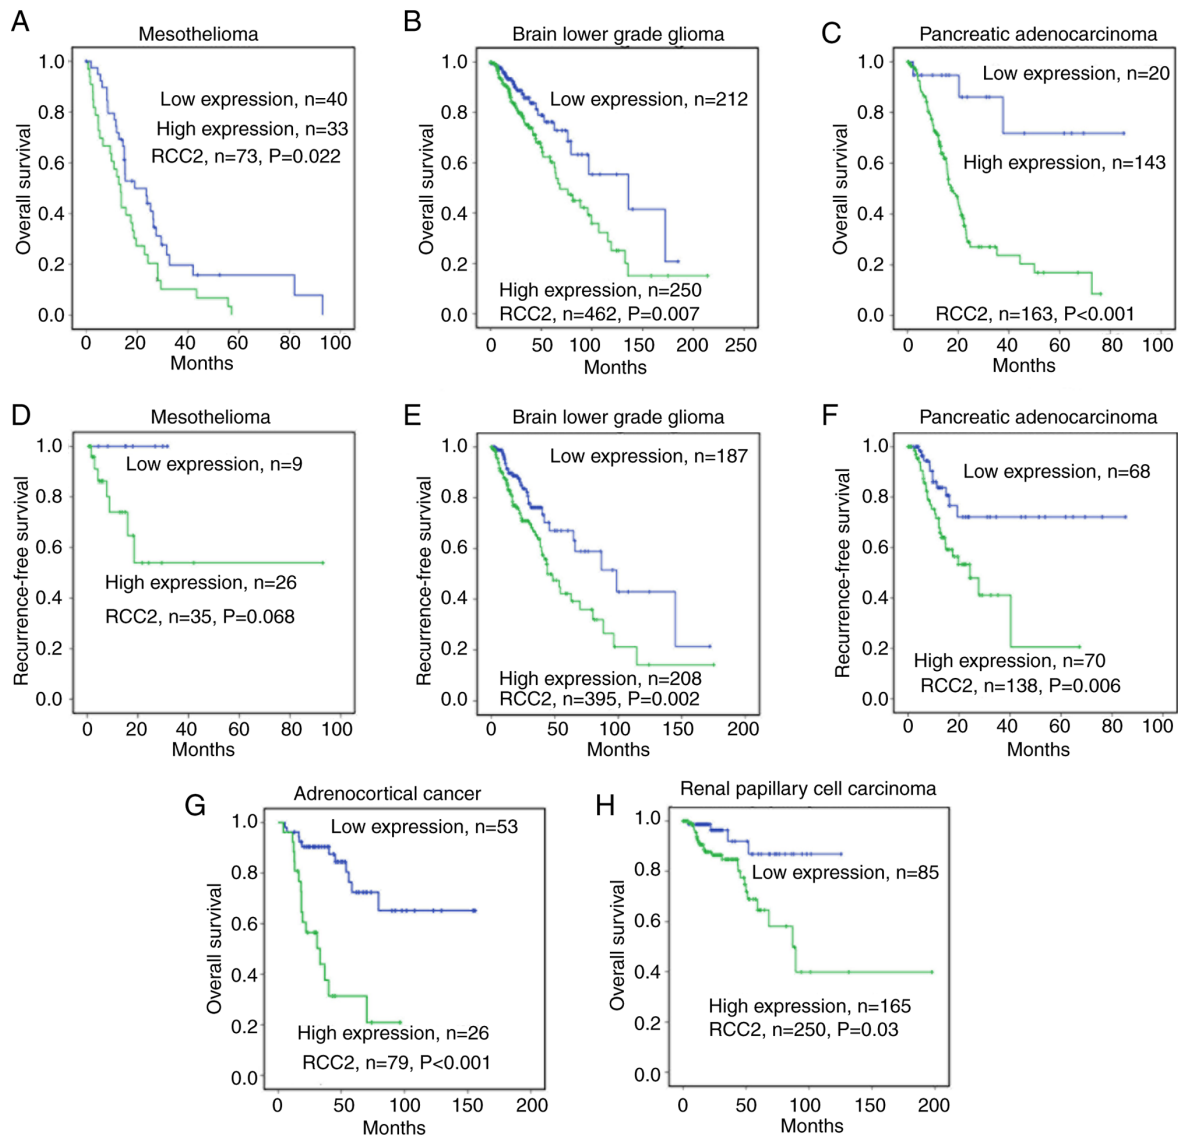 A
Mesothelioma
Overall survival
1.0
0.8
0.6
0.4
0.2
0.0
Low expression, n=40
High expression, n=33
RCC2, n=73, P=0.022
0 20 40 60 80 100
Months
B
Brain lower grade glioma
Overall survival
1.0
0.8
0.6
0.4
0.2
0.0
Low expression, n=212
High expression, n=250
RCC2, n=462, P=0.007
0 50 100 150 200 250
Months
C
Pancreatic adenocarcinoma
Overall survival
1.0
0.8
0.6
0.4
0.2
0.0
Low expression, n=20
High expression, n=143
RCC2, n=163, P<0.001
0 20 40 60 80 100
Months
D
Mesothelioma
Recurrence-free survival
1.0
0.8
0.6
0.4
0.2
0.0
Low expression, n=9
High expression, n=26
RCC2, n=35, P=0.068
0 20 40 60 80 100
Months
E
Brain lower grade glioma
Recurrence-free survival
1.0
0.8
0.6
0.4
0.2
0.0
Low expression, n=187
High expression, n=208
RCC2, n=395, P=0.002
0 50 100 150 200
Months
F
Pancreatic adenocarcinoma
Recurrence-free survival
1.0
0.8
0.6
0.4
0.2
0.0
Low expression, n=68
High expression, n=70
RCC2, n=138, P=0.006
0 20 40 60 80 100
Months
G
Adrenocortical cancer
Overall survival
1.0
0.8
0.6
0.4
0.2
0.0
Low expression, n=53
High expression, n=26
RCC2, n=79, P<0.001
0 50 100 150 200
Months
H
Renal papillary cell carcinoma
Overall survival
1.0
0.8
0.6
0.4
0.2
0.0
Low expression, n=85
High expression, n=165
RCC2, n=250, P=0.03
0 50 100 150 200
Months